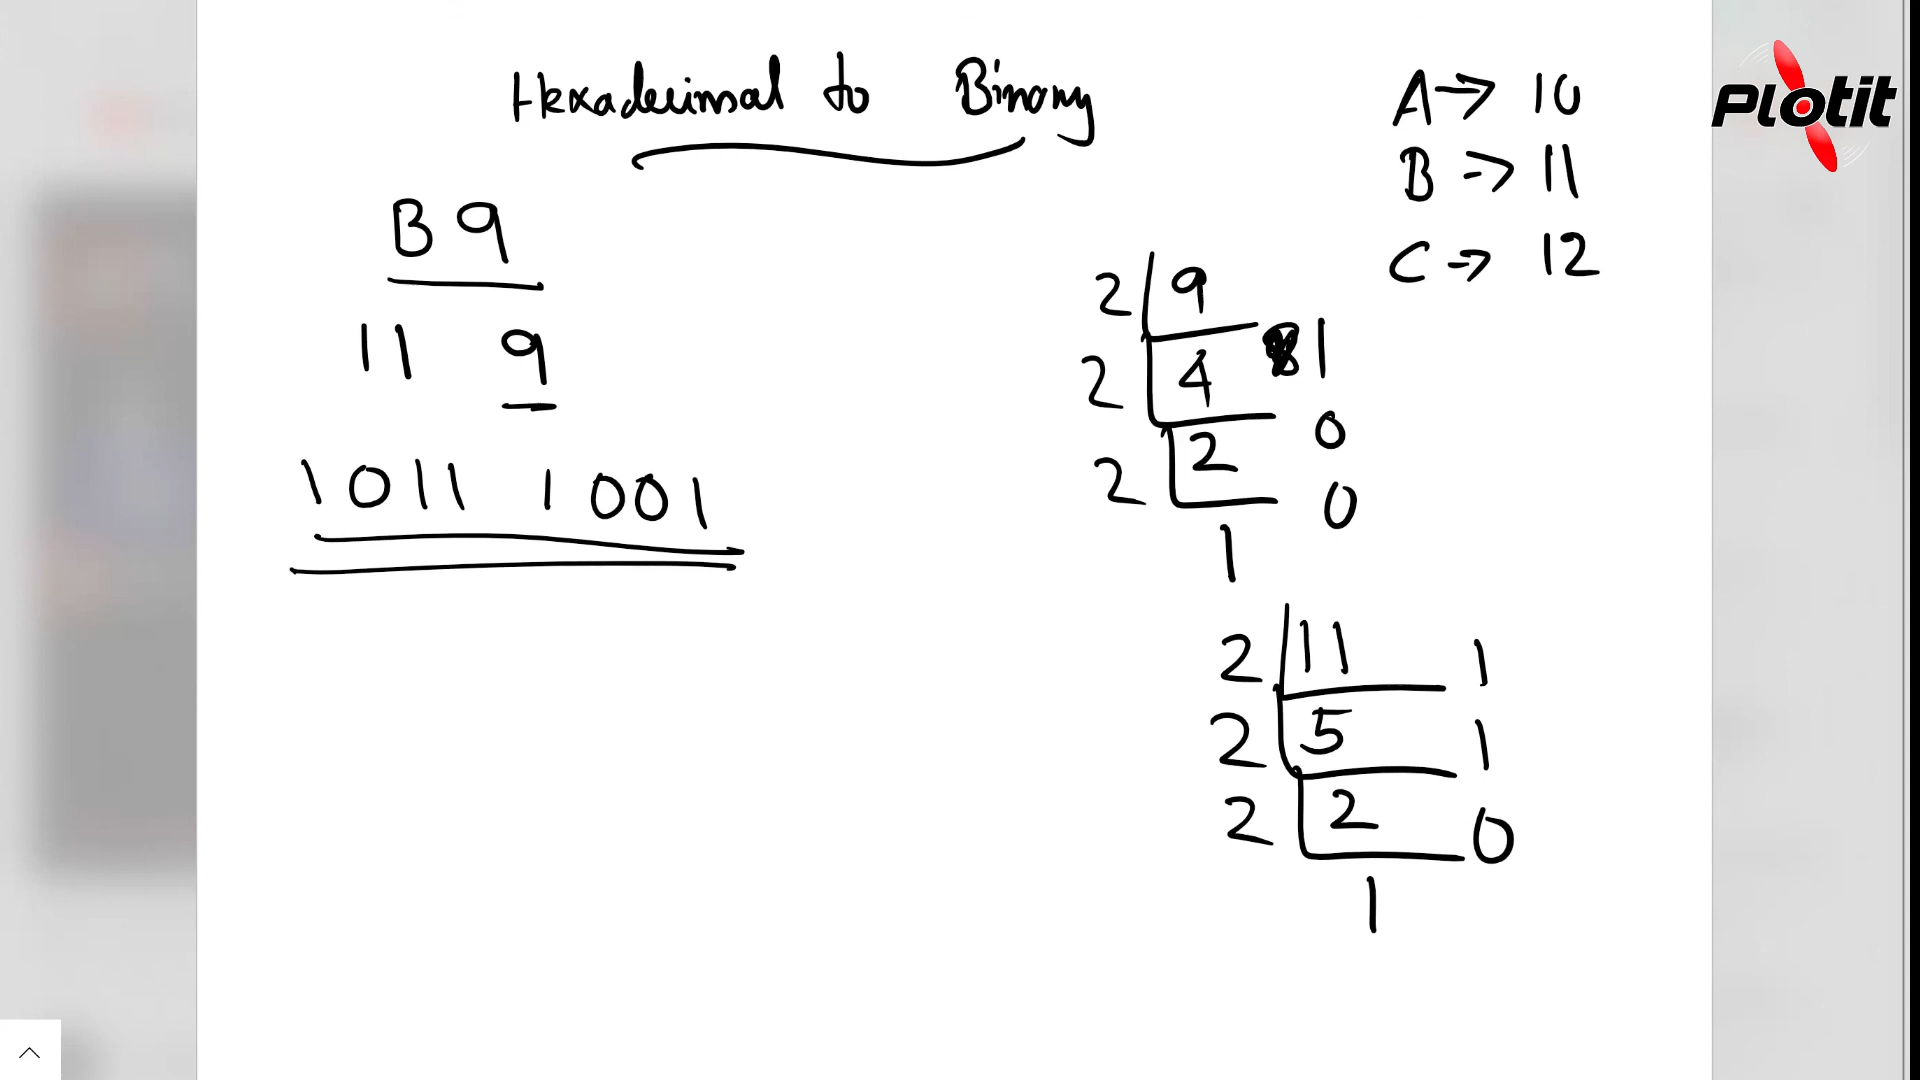 Hexadecimal to Binary
A → 10
B => 11
C => 12
Plotit
B9
11 9
1011 1001
2 9
2 4 1
2 2 0
1 0
2 11 1
2 5 1
2 2 0
1